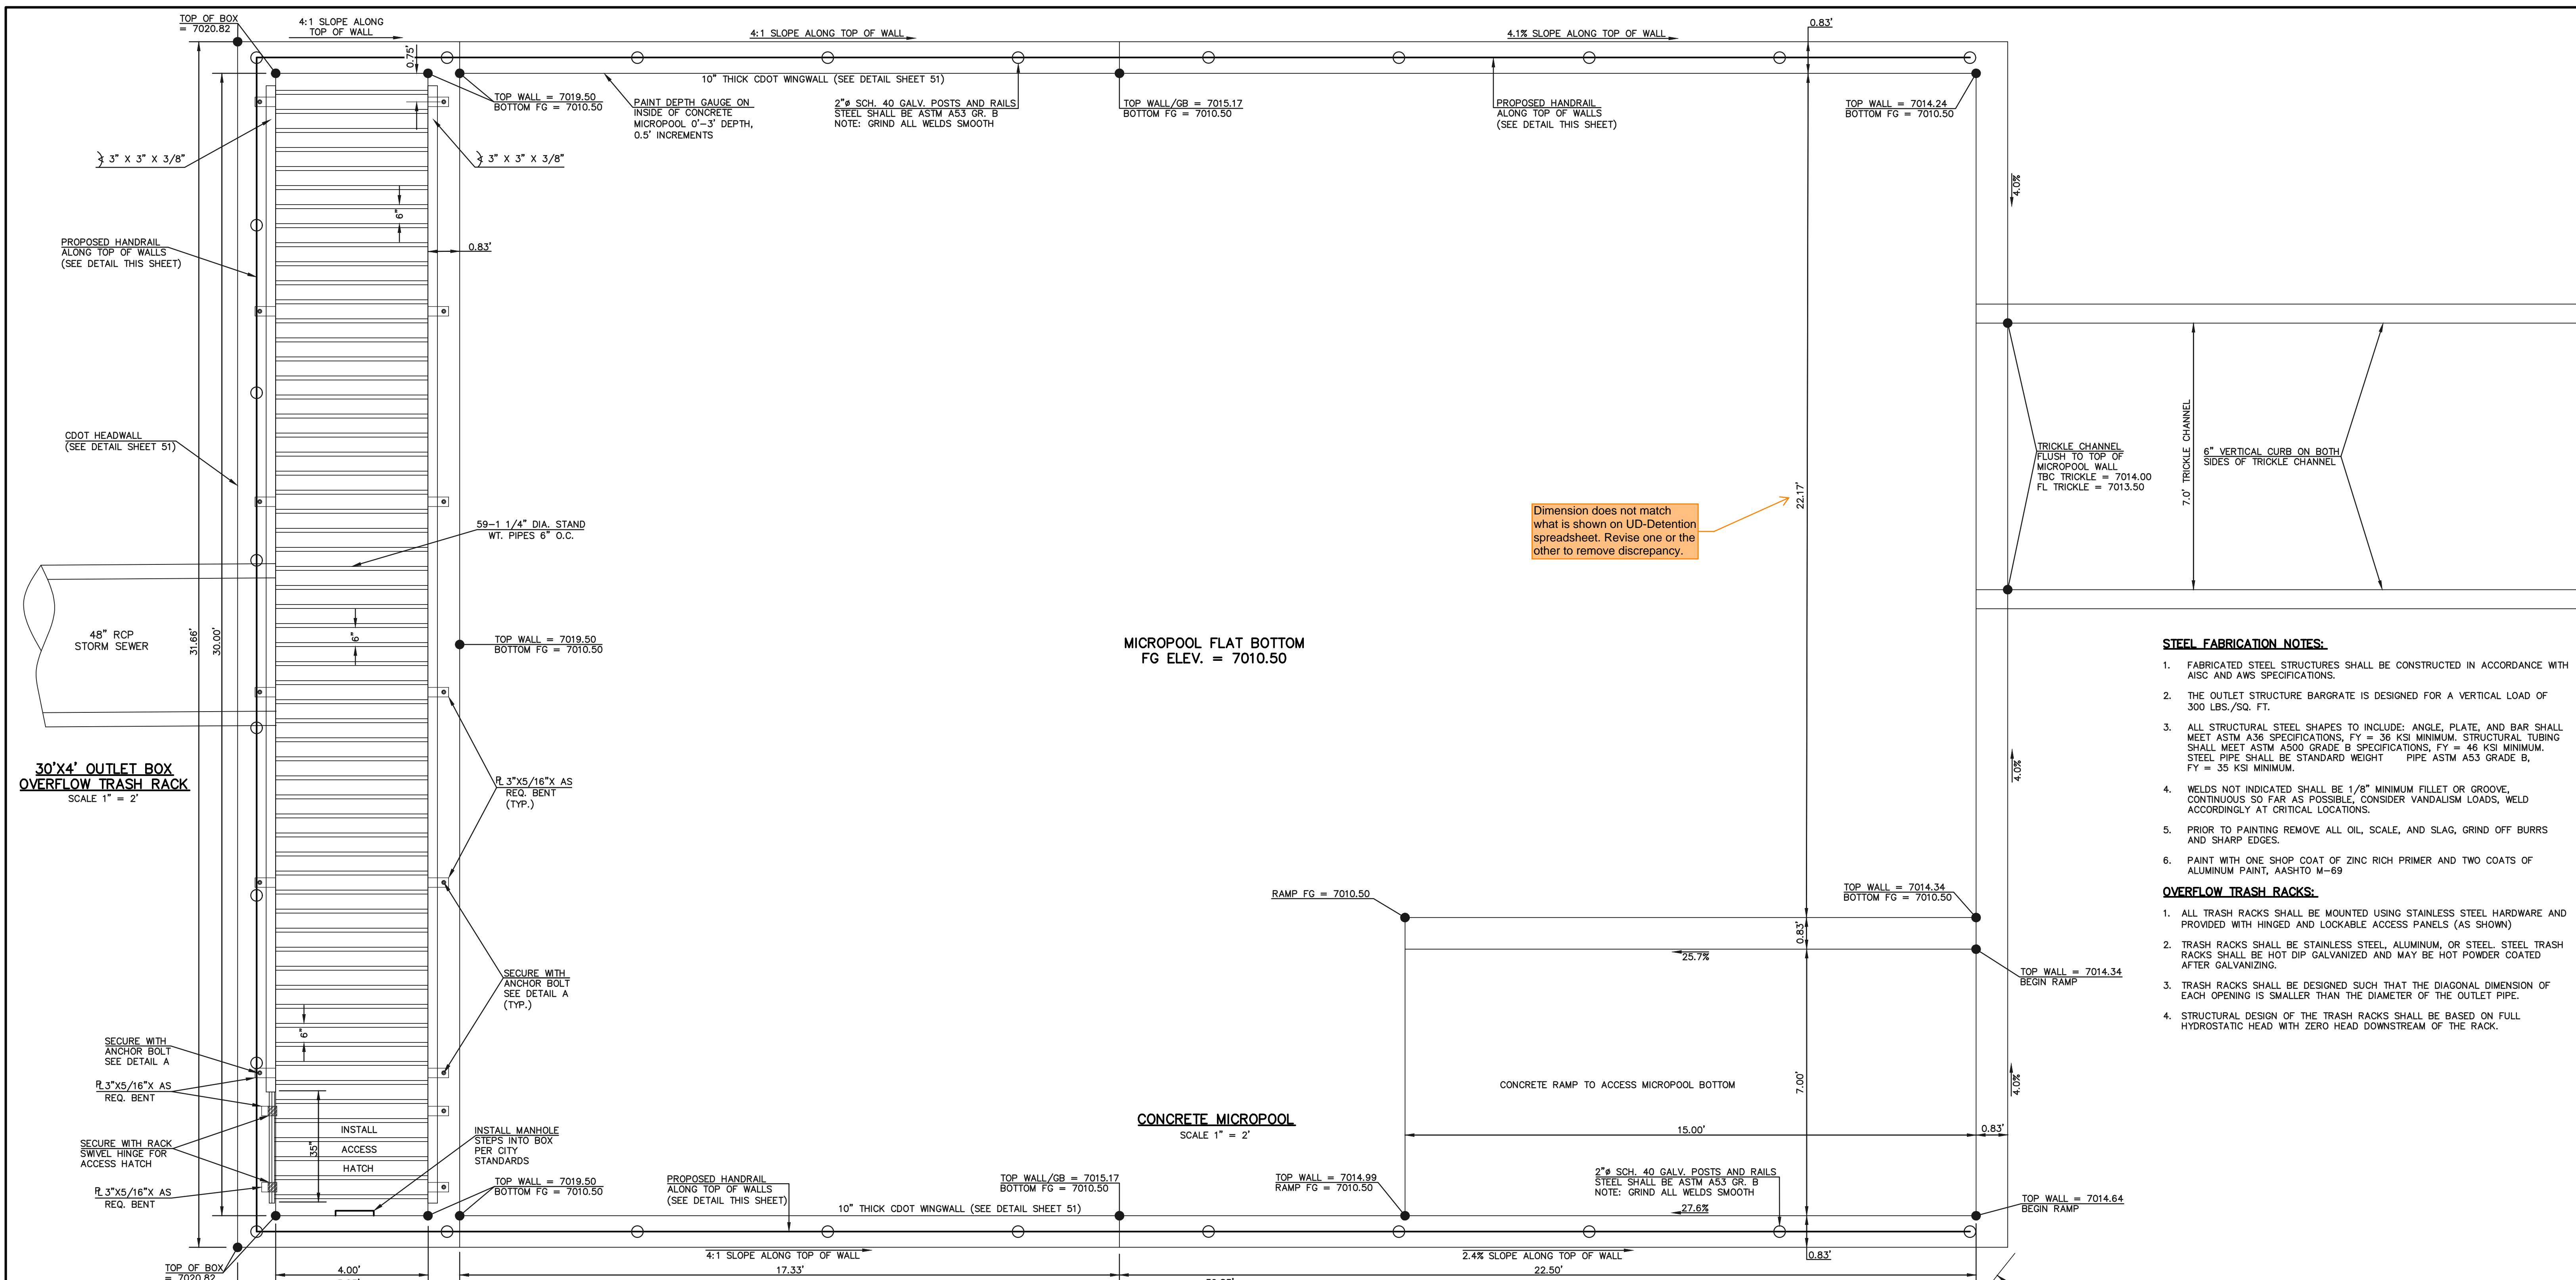 TOP OF BOX
= 7020.82
4:1 SLOPE ALONG
TOP OF WALL
4:1 SLOPE ALONG TOP OF WALL
4.1% SLOPE ALONG TOP OF WALL
0.83'
0.75'
10" THICK CDOT WINGWALL (SEE DETAIL SHEET 51)
TOP WALL = 7019.50
BOTTOM FG = 7010.50
PAINT DEPTH GAUGE ON
INSIDE OF CONCRETE
MICROPOOL 0'-3' DEPTH,
0.5' INCREMENTS
2"ø SCH. 40 GALV. POSTS AND RAILS
STEEL SHALL BE ASTM A53 GR. B
NOTE: GRIND ALL WELDS SMOOTH
TOP WALL/GB = 7015.17
BOTTOM FG = 7010.50
PROPOSED HANDRAIL
ALONG TOP OF WALLS
(SEE DETAIL THIS SHEET)
TOP WALL = 7014.24
BOTTOM FG = 7010.50
3" X 3" X 3/8"
3" X 3" X 3/8"
4.0%
6"
PROPOSED HANDRAIL
ALONG TOP OF WALLS
(SEE DETAIL THIS SHEET)
0.83'
CDOT HEADWALL
(SEE DETAIL SHEET 51)
7.0' TRICKLE CHANNEL
TRICKLE CHANNEL
FLUSH TO TOP OF
MICROPOOL WALL
TBC TRICKLE = 7014.00
FL TRICKLE = 7013.50
6" VERTICAL CURB ON BOTH
SIDES OF TRICKLE CHANNEL
22.17'
Dimension does not match
what is shown on UD-Detention
spreadsheet. Revise one or the
other to remove discrepancy.
59-1 1/4" DIA. STAND
WT. PIPES 6" O.C.
48" RCP
STORM SEWER
31.66'
30.00'
6"
TOP WALL = 7019.50
BOTTOM FG = 7010.50
MICROPOOL FLAT BOTTOM
FG ELEV. = 7010.50
30'X4' OUTLET BOX
OVERFLOW TRASH RACK
SCALE 1" = 2'
℄ 3"X5/16"X AS
REQ. BENT
(TYP.)
4.0%
STEEL FABRICATION NOTES:
1. FABRICATED STEEL STRUCTURES SHALL BE CONSTRUCTED IN ACCORDANCE WITH
AISC AND AWS SPECIFICATIONS.
2. THE OUTLET STRUCTURE BARGRATE IS DESIGNED FOR A VERTICAL LOAD OF
300 LBS./SQ. FT.
3. ALL STRUCTURAL STEEL SHAPES TO INCLUDE: ANGLE, PLATE, AND BAR SHALL
MEET ASTM A36 SPECIFICATIONS, FY = 36 KSI MINIMUM. STRUCTURAL TUBING
SHALL MEET ASTM A500 GRADE B SPECIFICATIONS, FY = 46 KSI MINIMUM.
STEEL PIPE SHALL BE STANDARD WEIGHT PIPE ASTM A53 GRADE B,
FY = 35 KSI MINIMUM.
4. WELDS NOT INDICATED SHALL BE 1/8" MINIMUM FILLET OR GROOVE,
CONTINUOUS SO FAR AS POSSIBLE, CONSIDER VANDALISM LOADS, WELD
ACCORDINGLY AT CRITICAL LOCATIONS.
5. PRIOR TO PAINTING REMOVE ALL OIL, SCALE, AND SLAG, GRIND OFF BURRS
AND SHARP EDGES.
6. PAINT WITH ONE SHOP COAT OF ZINC RICH PRIMER AND TWO COATS OF
ALUMINUM PAINT, AASHTO M-69
OVERFLOW TRASH RACKS:
1. ALL TRASH RACKS SHALL BE MOUNTED USING STAINLESS STEEL HARDWARE AND
PROVIDED WITH HINGED AND LOCKABLE ACCESS PANELS (AS SHOWN)
2. TRASH RACKS SHALL BE STAINLESS STEEL, ALUMINUM, OR STEEL. STEEL TRASH
RACKS SHALL BE HOT DIP GALVANIZED AND MAY BE HOT POWDER COATED
AFTER GALVANIZING.
3. TRASH RACKS SHALL BE DESIGNED SUCH THAT THE DIAGONAL DIMENSION OF
EACH OPENING IS SMALLER THAN THE DIAMETER OF THE OUTLET PIPE.
4. STRUCTURAL DESIGN OF THE TRASH RACKS SHALL BE BASED ON FULL
HYDROSTATIC HEAD WITH ZERO HEAD DOWNSTREAM OF THE RACK.
RAMP FG = 7010.50
TOP WALL = 7014.34
BOTTOM FG = 7010.50
0.83'
25.7%
TOP WALL = 7014.34
BEGIN RAMP
SECURE WITH
ANCHOR BOLT
SEE DETAIL A
(TYP.)
6"
SECURE WITH
ANCHOR BOLT
SEE DETAIL A
℄ 3"X5/16"X AS
REQ. BENT
SECURE WITH RACK
SWIVEL HINGE FOR
ACCESS HATCH
℄ 3"X5/16"X AS
REQ. BENT
35"
INSTALL
ACCESS
HATCH
INSTALL MANHOLE
STEPS INTO BOX
PER CITY
STANDARDS
TOP WALL = 7019.50
BOTTOM FG = 7010.50
CONCRETE MICROPOOL
SCALE 1" = 2'
CONCRETE RAMP TO ACCESS MICROPOOL BOTTOM
7.00'
4.0%
15.00'
0.83'
PROPOSED HANDRAIL
ALONG TOP OF WALLS
(SEE DETAIL THIS SHEET)
10" THICK CDOT WINGWALL (SEE DETAIL SHEET 51)
TOP WALL/GB = 7015.17
BOTTOM FG = 7010.50
TOP WALL = 7014.99
RAMP FG = 7010.50
2"ø SCH. 40 GALV. POSTS AND RAILS
STEEL SHALL BE ASTM A53 GR. B
NOTE: GRIND ALL WELDS SMOOTH
27.6%
TOP WALL = 7014.64
BEGIN RAMP
4:1 SLOPE ALONG TOP OF WALL
2.4% SLOPE ALONG TOP OF WALL
0.83'
TOP OF BOX
= 7020.82
4.00'
17.33'
22.50'